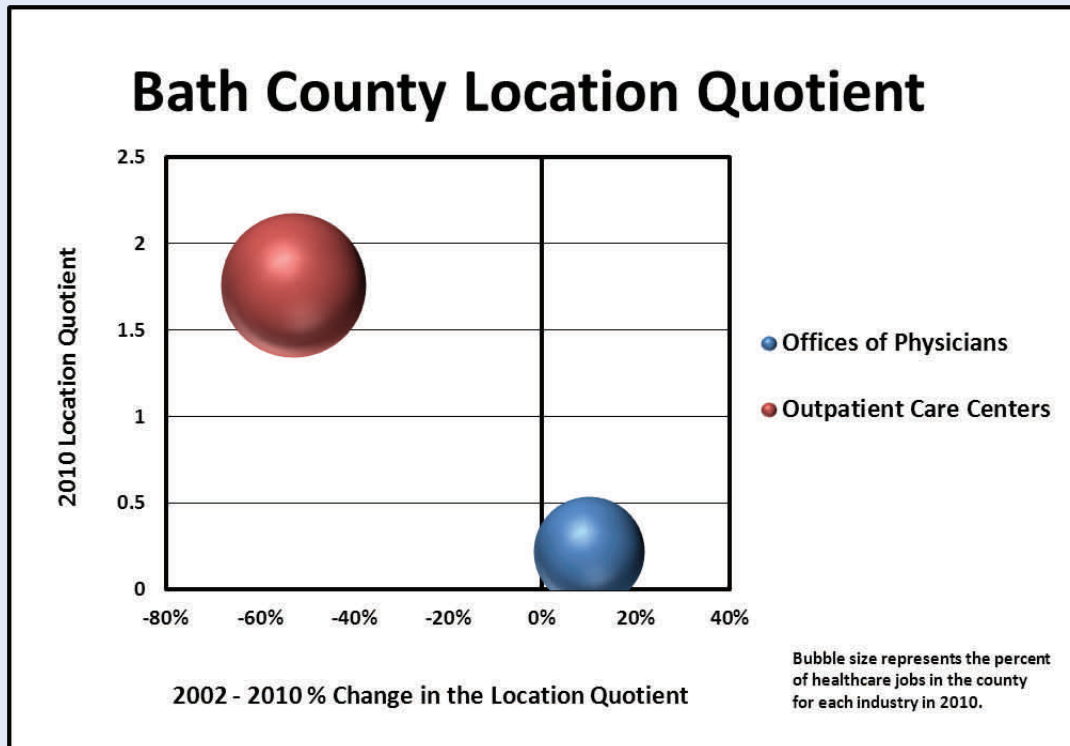 Bath County Location Quotient
2.5
2
1.5
1
0.5
0
2010 Location Quotient
-80% -60% -40% -20% 0% 20% 40%
2002 - 2010 % Change in the Location Quotient
Offices of Physicians
Outpatient Care Centers
Bubble size represents the percent
of healthcare jobs in the county
for each industry in 2010.